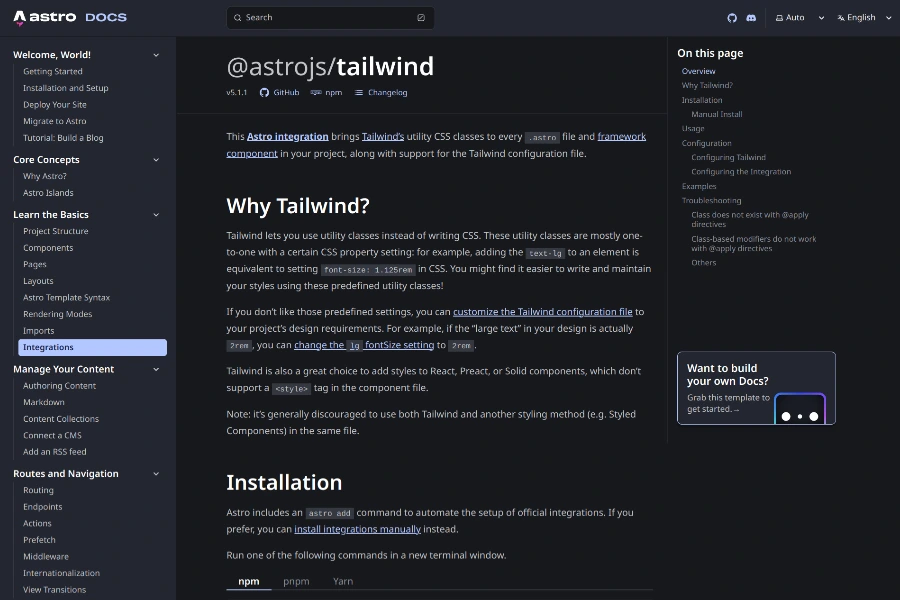 astro DOCS
Search
Auto
English
Welcome, World!
Getting Started
Installation and Setup
Deploy Your Site
Migrate to Astro
Tutorial: Build a Blog
Core Concepts
Why Astro?
Astro Islands
Learn the Basics
Project Structure
Components
Pages
Layouts
Astro Template Syntax
Rendering Modes
Imports
Integrations
Manage Your Content
Authoring Content
Markdown
Content Collections
Connect a CMS
Add an RSS feed
Routes and Navigation
Routing
Endpoints
Actions
Prefetch
Middleware
Internationalization
View Transitions
@astrojs/tailwind
v5.1.1 GitHub npm Changelog
This Astro integration brings Tailwind's utility CSS classes to every .astro file and framework
component in your project, along with support for the Tailwind configuration file.
Why Tailwind?
Tailwind lets you use utility classes instead of writing CSS. These utility classes are mostly one-
to-one with a certain CSS property setting: for example, adding the text-lg to an element is
equivalent to setting font-size: 1.125rem in CSS. You might find it easier to write and maintain
your styles using these predefined utility classes!
If you don't like those predefined settings, you can customize the Tailwind configuration file to
your project's design requirements. For example, if the “large text” in your design is actually
2rem, you can change the lg fontSize setting to 2rem.
Tailwind is also a great choice to add styles to React, Preact, or Solid components, which don't
support a <style> tag in the component file.
Note: it's generally discouraged to use both Tailwind and another styling method (e.g. Styled
Components) in the same file.
Installation
Astro includes an astro add command to automate the setup of official integrations. If you
prefer, you can install integrations manually instead.
Run one of the following commands in a new terminal window.
npm pnpm Yarn
On this page
Overview
Why Tailwind?
Installation
Manual Install
Usage
Configuration
Configuring Tailwind
Configuring the Integration
Examples
Troubleshooting
Class does not exist with @apply
directives
Class-based modifiers do not work
with @apply directives
Others
Want to build
your own Docs?
Grab this template to
get started.→